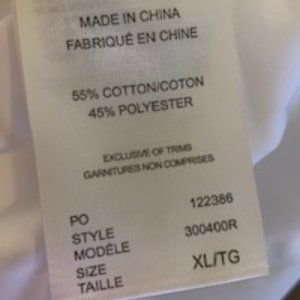 MADE IN CHINA
FABRIQUÉ EN CHINE
55% COTTON/COTON
45% POLYESTER
EXCLUSIVE OF TRIMS
GARNITURES NON COMPRISES
PO 122386
STYLE 300400R
MODÈLE
SIZE XL/TG
TAILLE